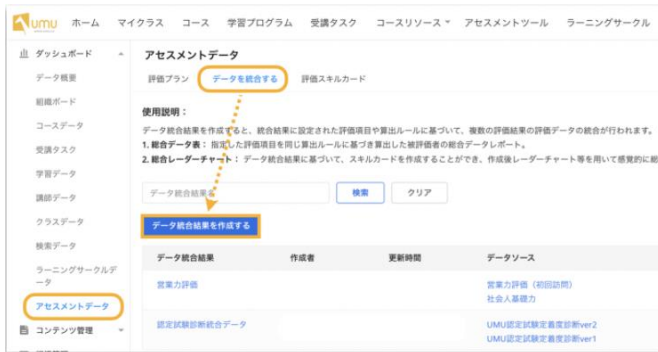 umu ホーム マイクラス コース 学習プログラム 受講タスク コースリソース アセスメントツール ラーニングサークル
ダッシュボード
データ概要
組織ボード
コースデータ
受講タスク
学習データ
講師データ
クラスデータ
検索データ
ラーニングサークルデ
ータ
アセスメントデータ
コンテンツ管理
アセスメントデータ
評価プラン データを統合する 評価スキルカード
使用説明：
データ統合結果を作成すると、統合結果に設定された評価項目や算出ルールに基づいて、複数の評価結果の評価データの統合が行われます。
1. 総合データ表： 指定した評価項目を同じ算出ルールに基づき算出した被評価者の総合データレポート。
2. 総合レーダーチャート： データ統合結果に基づいて、スキルカードを作成することができ、作成後レーダーチャート等を用いて感覚的に総
データ統合結果を 検索 クリア
データ統合結果を作成する
データ統合結果 作成者 更新時間 データソース
営業力評価 営業力評価（初回訪問）
社会人基礎力
認定試験診断統合データ UMU認定試験定着度診断ver2
UMU認定試験定着度診断ver1